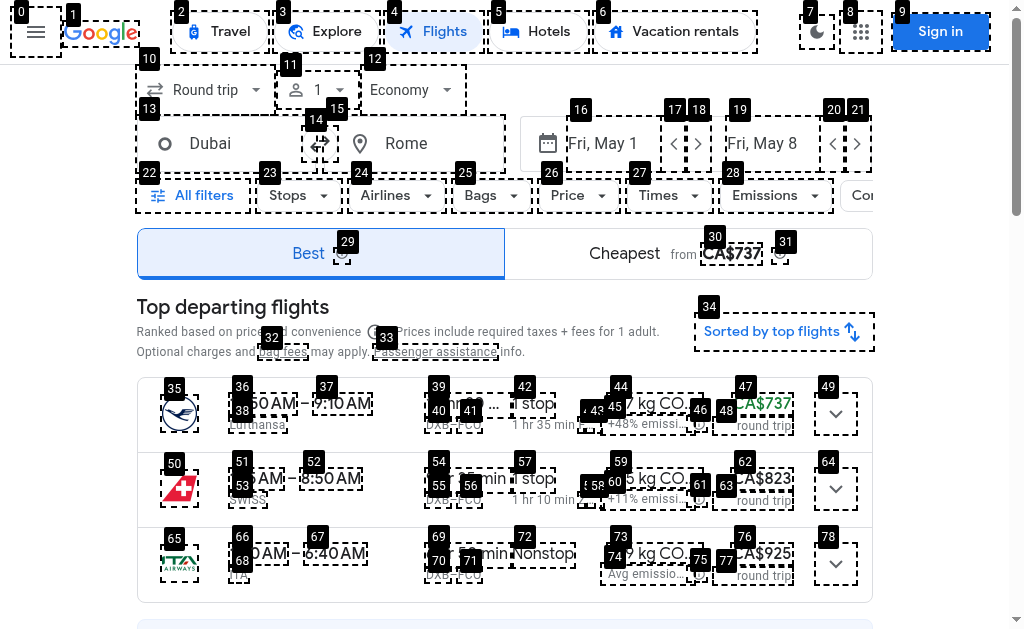 0 1 2 3 4 5 6 7 8 9
Google Travel Explore Flights Hotels Vacation rentals Sign in
10 11 12
Round trip 1 Economy
13 14 15 16 17 18 19 20 21
Dubai Rome Fri, May 1 Fri, May 8
22 23 24 25 26 27 28
All filters Stops Airlines Bags Price Times Emissions
29 30 31
Best Cheapest from CA$737
Top departing flights 34
Ranked based on price and convenience Prices include required taxes + fees for 1 adult. Sorted by top flights
32 33
Optional charges and bag fees may apply. Passenger assistance info.
35 36 37 39 42 44 47 49
– 9:10 AM 1 stop kg CO CA$737
38 40 41 43 45 46 48
Lufthansa DXB–FCO 1 hr 35 min +48% emissi... round trip
50 51 52 54 57 59 62 64
– 8:50 AM min 1 stop kg CO CA$823
53 55 56 58 60 61 63
SWISS DXB–FCO 1 hr 10 min +11% emissi... round trip
65 66 67 69 72 73 76 78
ITA AIRWAYS – 6:40 AM min Nonstop kg CO CA$925
68 70 71 74 75 77
ITA DXB–FCO Avg emissio... round trip